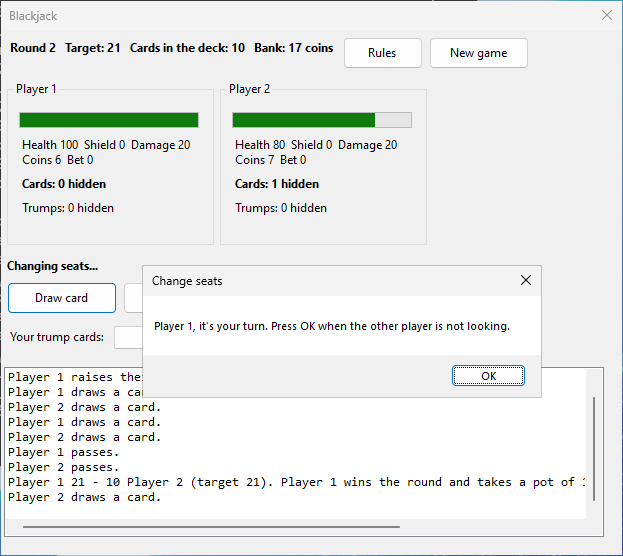 Blackjack
Round 2 Target: 21 Cards in the deck: 10 Bank: 17 coins Rules New game
Player 1
Health 100 Shield 0 Damage 20
Coins 6 Bet 0
Cards: 0 hidden
Trumps: 0 hidden
Player 2
Health 80 Shield 0 Damage 20
Coins 7 Bet 0
Cards: 1 hidden
Trumps: 0 hidden
Changing seats...
Draw card
Your trump cards:
Change seats
Player 1, it's your turn. Press OK when the other player is not looking.
OK
Player 1 raises
Player 1 draws a
Player 2 draws a card.
Player 1 draws a card.
Player 2 draws a card.
Player 1 passes.
Player 2 passes.
Player 1 21 - 10 Player 2 (target 21). Player 1 wins the round and takes a pot of
Player 2 draws a card.